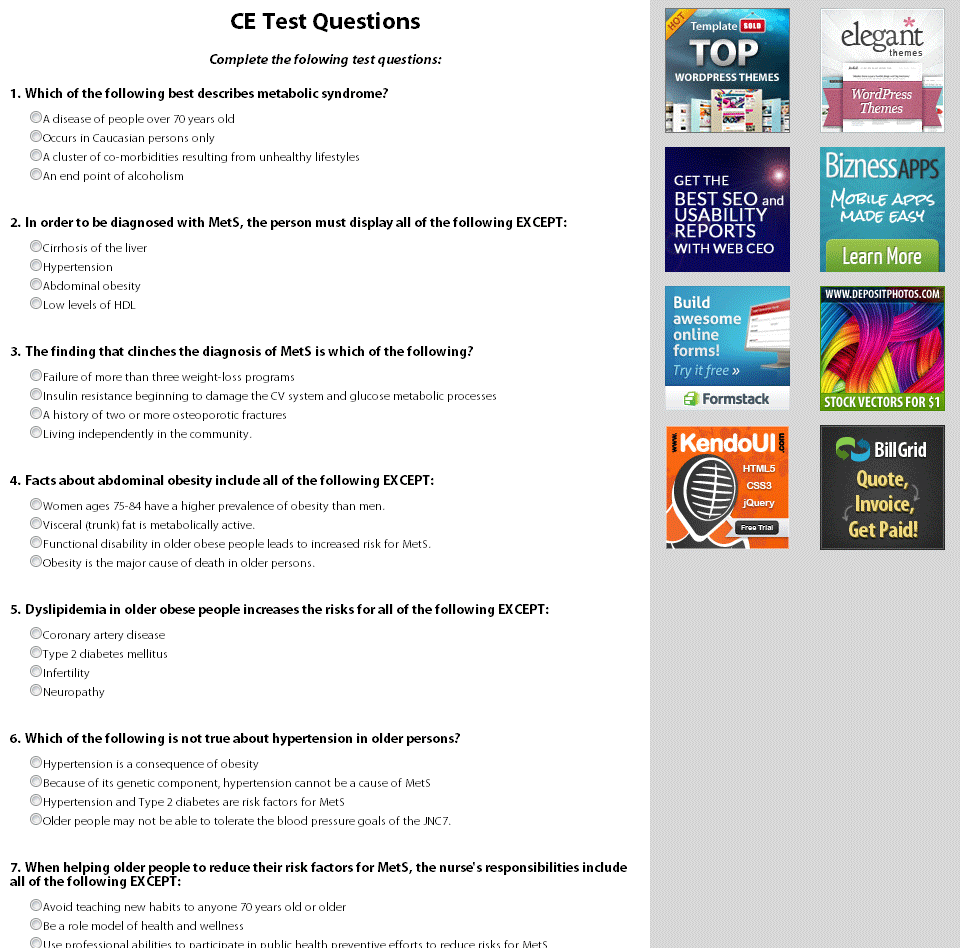 CE Test Questions
Complete the folowing test questions:
1. Which of the following best describes metabolic syndrome?
A disease of people over 70 years old
Occurs in Caucasian persons only
A cluster of co-morbidities resulting from unhealthy lifestyles
An end point of alcoholism
2. In order to be diagnosed with MetS, the person must display all of the following EXCEPT:
Cirrhosis of the liver
Hypertension
Abdominal obesity
Low levels of HDL
3. The finding that clinches the diagnosis of MetS is which of the following?
Failure of more than three weight-loss programs
Insulin resistance beginning to damage the CV system and glucose metabolic processes
A history of two or more osteoporotic fractures
Living independently in the community.
4. Facts about abdominal obesity include all of the following EXCEPT:
Women ages 75-84 have a higher prevalence of obesity than men.
Visceral (trunk) fat is metabolically active.
Functional disability in older obese people leads to increased risk for MetS.
Obesity is the major cause of death in older persons.
5. Dyslipidemia in older obese people increases the risks for all of the following EXCEPT:
Coronary artery disease
Type 2 diabetes mellitus
Infertility
Neuropathy
6. Which of the following is not true about hypertension in older persons?
Hypertension is a consequence of obesity
Because of its genetic component, hypertension cannot be a cause of MetS
Hypertension and Type 2 diabetes are risk factors for MetS
Older people may not be able to tolerate the blood pressure goals of the JNC7.
7. When helping older people to reduce their risk factors for MetS, the nurse's responsibilities include
all of the following EXCEPT:
Avoid teaching new habits to anyone 70 years old or older
Be a role model of health and wellness
Use professional abilities to participate in public health preventive efforts to reduce risks for MetS
HOT
Template SOLD
TOP
WORDPRESS THEMES
elegant
themes
WordPress
Themes
GET THE
BEST SEO and
USABILITY
REPORTS
WITH WEB CEO
BIZNESSAPPS
MOBILE APPS
MADE EASY
Learn More
Build
awesome
online
forms!
Try it free »
Formstack
WWW.DEPOSITPHOTOS.COM
STOCK VECTORS FOR $1
www.KendoUI.com
HTML5
CSS3
jQuery
Free Trial
BillGrid
Quote,
Invoice,
Get Paid!